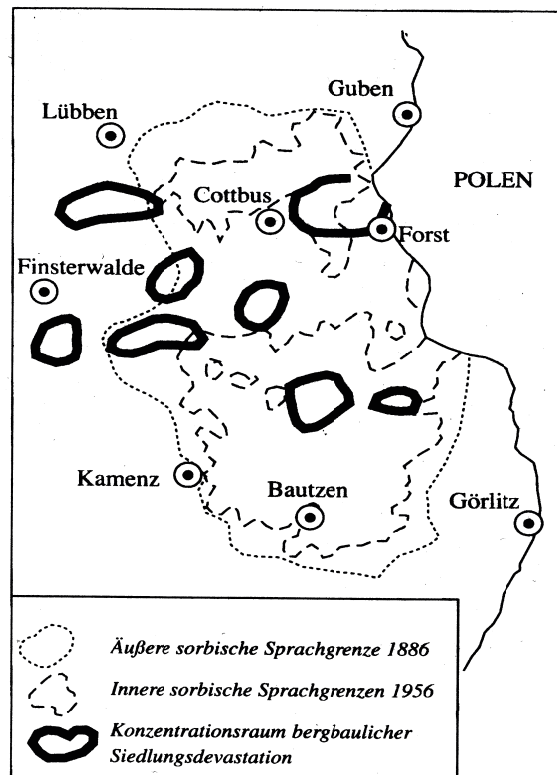 Guben
Lübben
POLEN
Cottbus
Forst
Finsterwalde
Kamenz
Bautzen
Görlitz
Äußere sorbische Sprachgrenze 1886
Innere sorbische Sprachgrenzen 1956
Konzentrationsraum bergbaulicher
Siedlungsdevastation